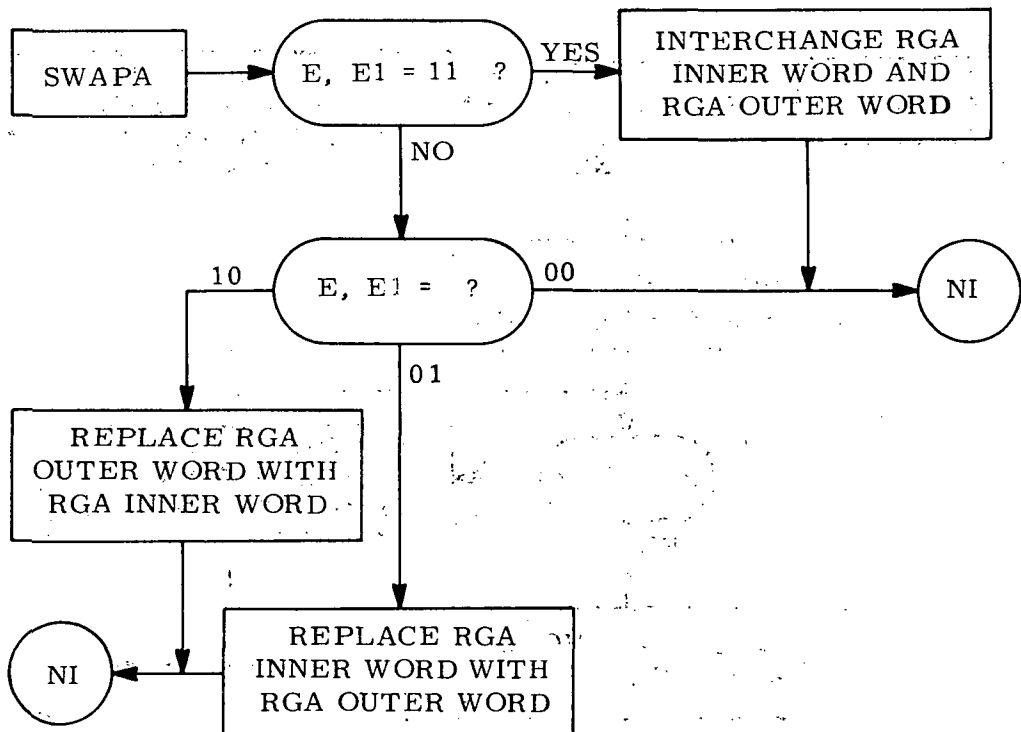 SWAPA
E, E1 = 11 ?
YES
INTERCHANGE RGA
INNER WORD AND
RGA OUTER WORD
NO
10
E, E1 = ?
00
NI
01
REPLACE RGA
OUTER WORD WITH
RGA INNER WORD
NI
REPLACE RGA
INNER WORD WITH
RGA OUTER WORD